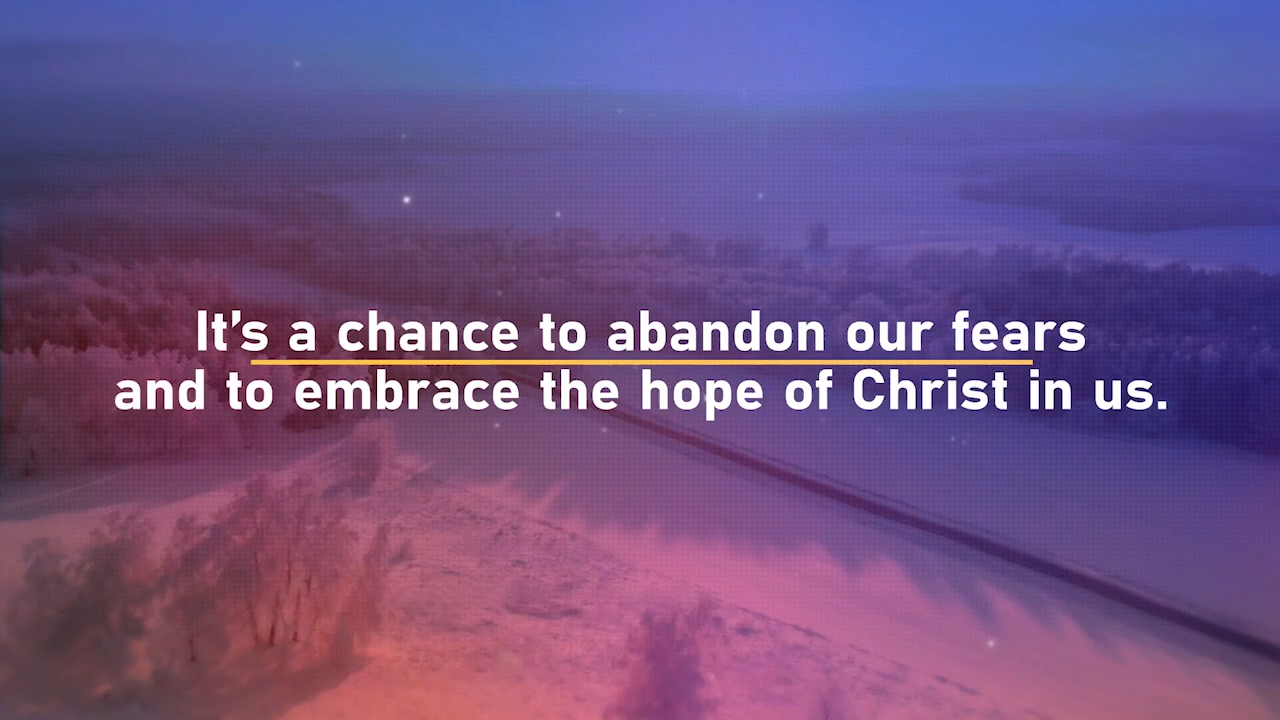 It's a chance to abandon our fears
and to embrace the hope of Christ in us.